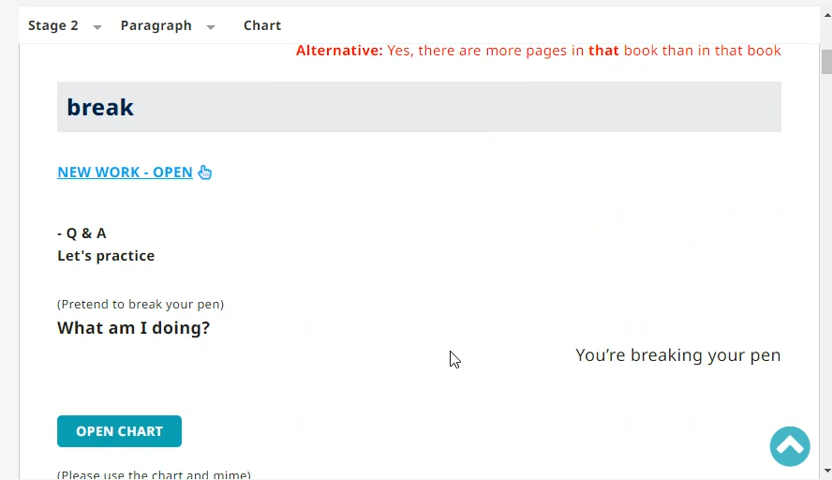 Stage 2 Paragraph Chart
Alternative: Yes, there are more pages in that book than in that book
break
NEW WORK - OPEN
- Q & A
Let's practice
(Pretend to break your pen)
What am I doing?
You’re breaking your pen
OPEN CHART
(Please use the chart and mime)